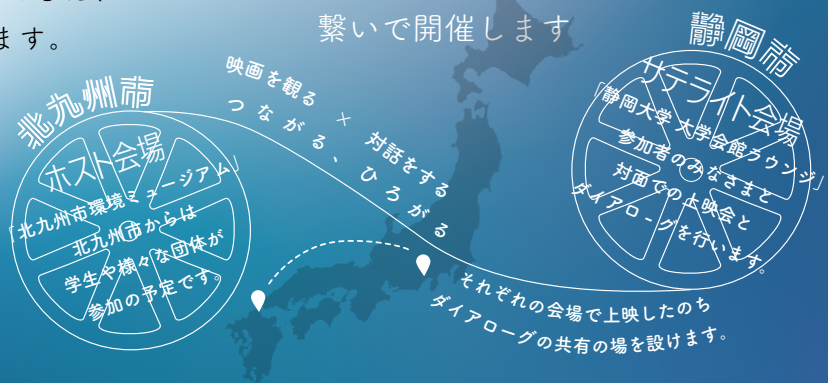 ます。
繋いで開催します
北九州市
ホスト会場
「北九州市環境ミュージアム」
北九州市からは
学生や様々な団体が
参加の予定です。
映画を観る × 対話をする
つながる、ひろがる
静岡市
サテライト会場
「静岡大学 大学会館ラウンジ」
参加者のみなさまと
対面での上映会と
ダイアローグを行います。
それぞれの会場で上映したのち
ダイアローグの共有の場を設けます。